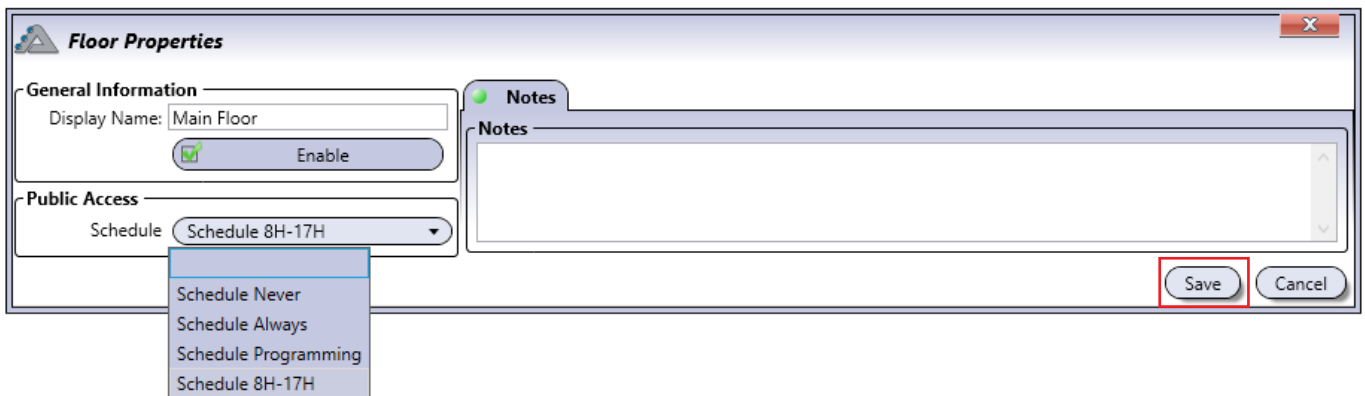 Floor Properties
X
General Information
Display Name: Main Floor
Enable
Public Access
Schedule Schedule 8H-17H
Schedule Never
Schedule Always
Schedule Programming
Schedule 8H-17H
Notes
Notes
Save Cancel